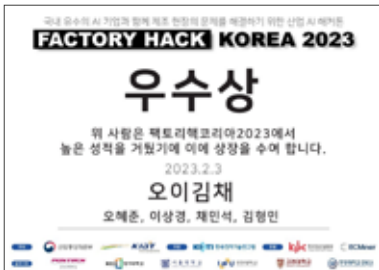 국내 유수의 AI 기업과 함께 제조 현장의 문제를 해결하기 위한 산업 AI 해커톤
FACTORY HACK KOREA 2023
우수상
위 사람은 팩토리핵코리아2023에서
높은 성적을 거뒀기에 이에 상장을 수여 합니다.
2023.2.3
오이김채
오혜준, 이상경, 채민석, 김형민